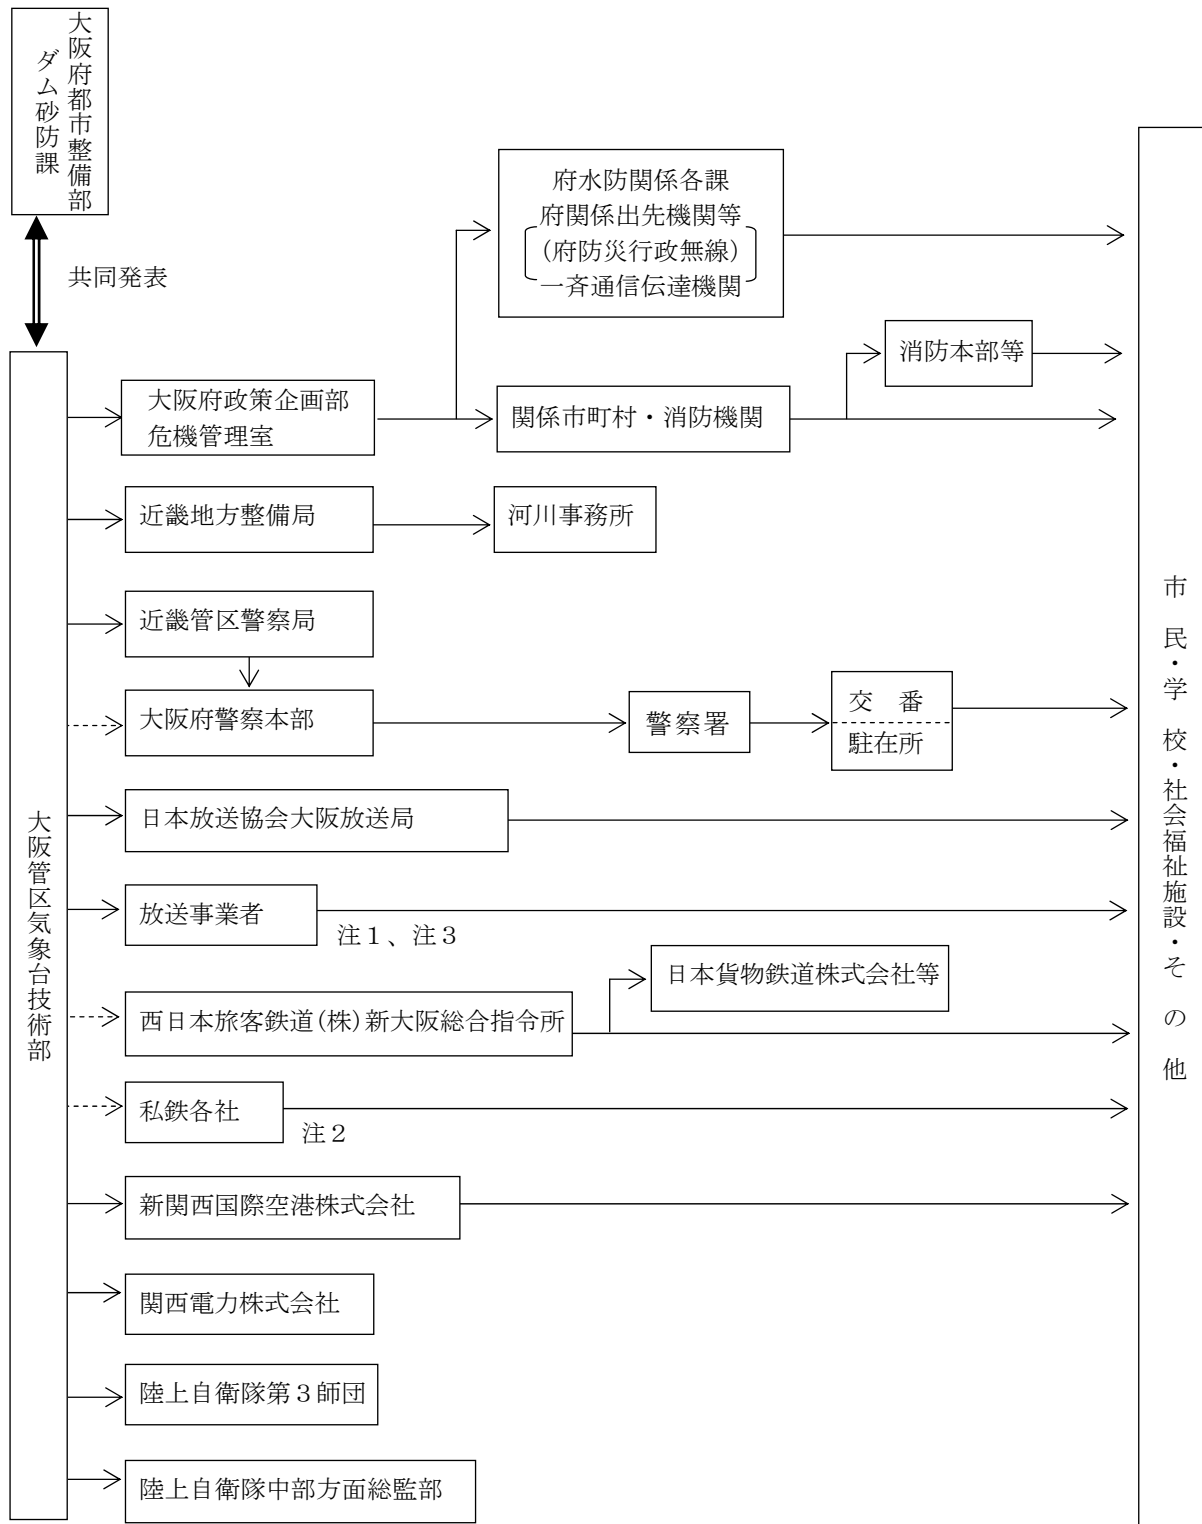 大阪府都市整備部
ダム砂防課
共同発表
大阪管区気象台技術部
府水防関係各課
府関係出先機関等
(府防災行政無線)
一斉通信伝達機関
消防本部等
大阪府政策企画部
危機管理室
関係市町村・消防機関
近畿地方整備局
河川事務所
近畿管区警察局
大阪府警察本部
警察署
交　番
駐在所
日本放送協会大阪放送局
放送事業者
注１、注３
日本貨物鉄道株式会社等
西日本旅客鉄道(株)新大阪総合指令所
私鉄各社
注２
新関西国際空港株式会社
関西電力株式会社
陸上自衛隊第３師団
陸上自衛隊中部方面総監部
市　民・学　校・社会福祉施設・そ　の　他